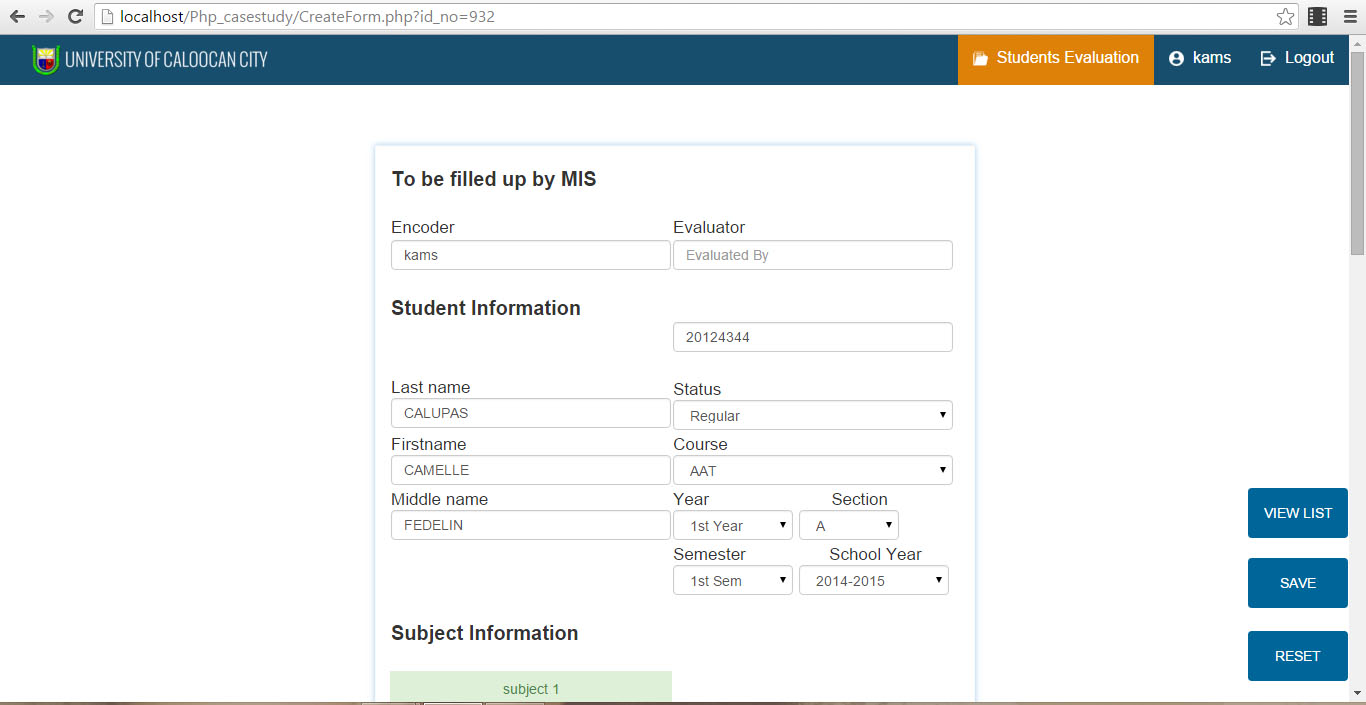 localhost/Php_casestudy/CreateForm.php?id_no=932
UNIVERSITY OF CALOOCAN CITY
Students Evaluation
kams
Logout
To be filled up by MIS
Encoder Evaluator
kams Evaluated By
Student Information
20124344
Last name Status
CALUPAS Regular
Firstname Course
CAMELLE AAT
Middle name Year Section
FEDELIN 1st Year A
Semester School Year
1st Sem 2014-2015
Subject Information
subject 1
VIEW LIST
SAVE
RESET